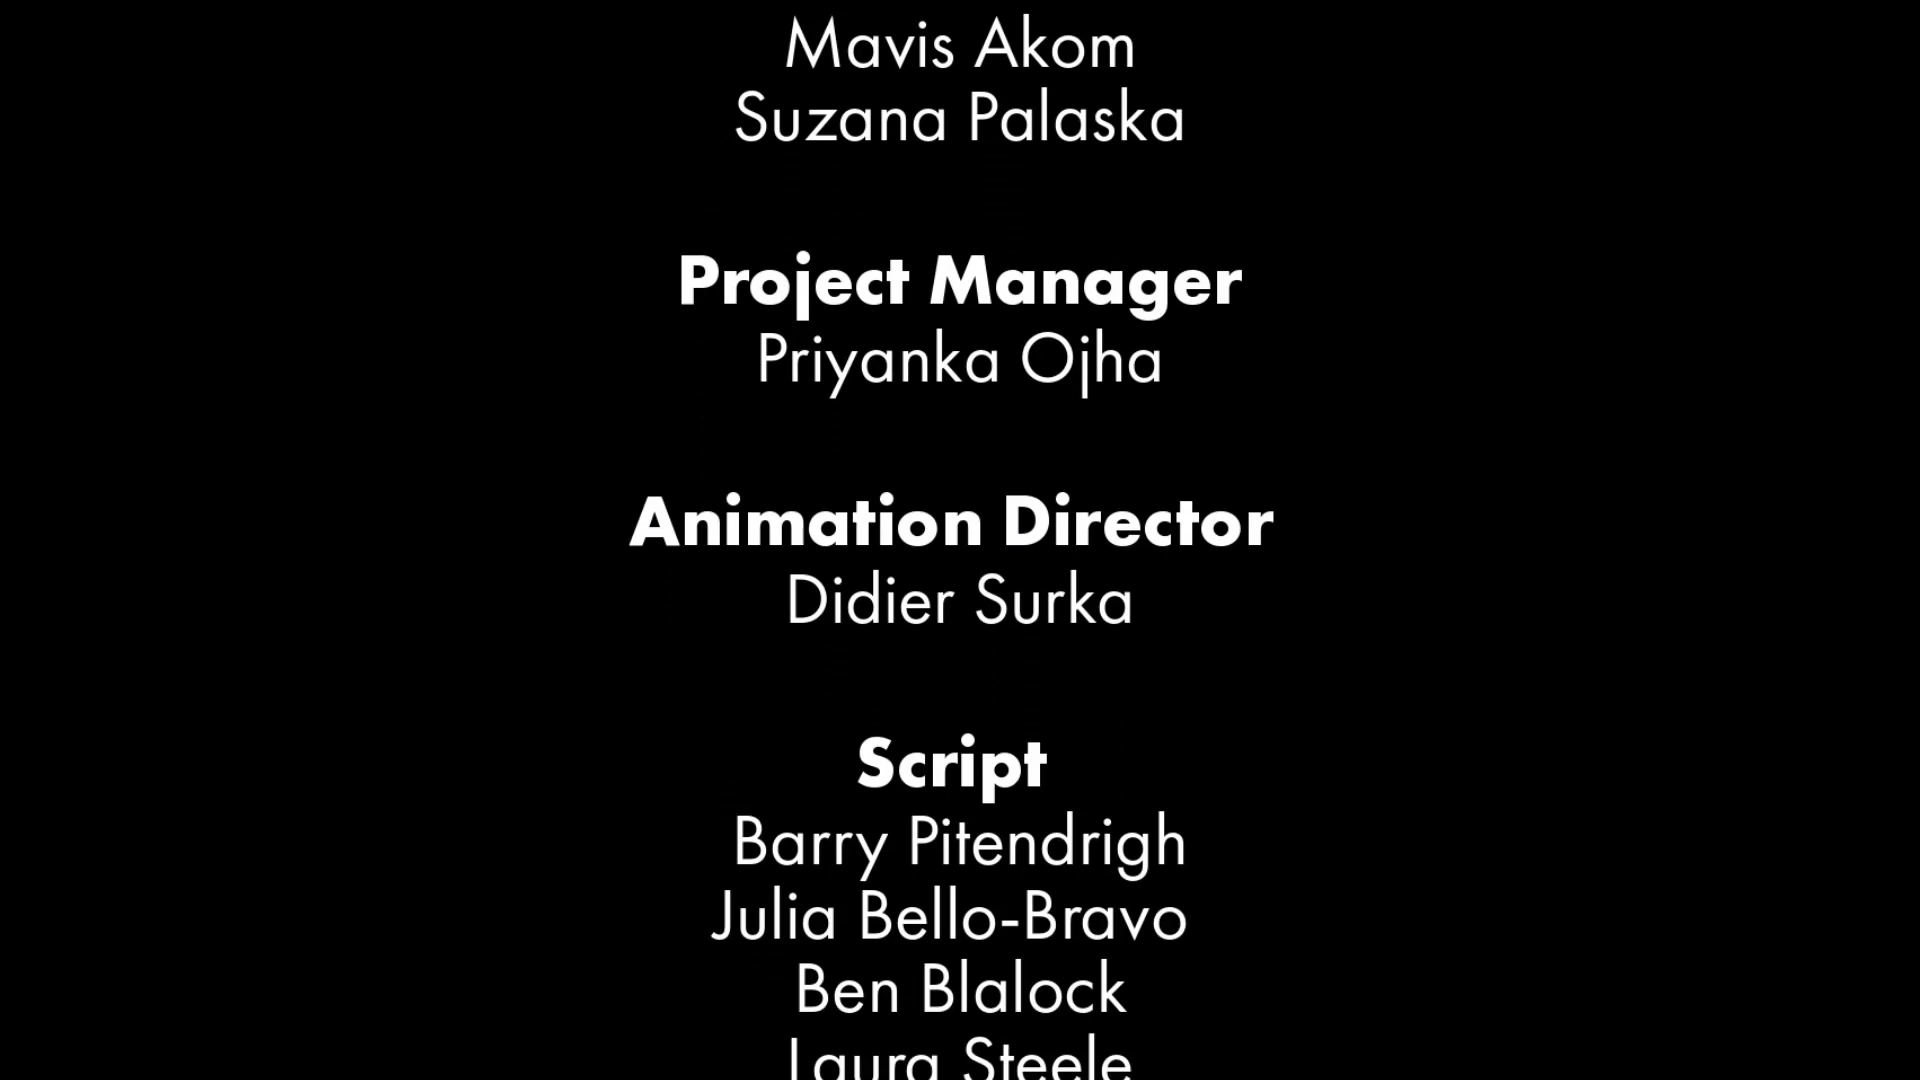 Mavis Akom
Suzana Palaska
Project Manager
Priyanka Ojha
Animation Director
Didier Surka
Script
Barry Pitendrigh
Julia Bello-Bravo
Ben Blalock
Laura Steele